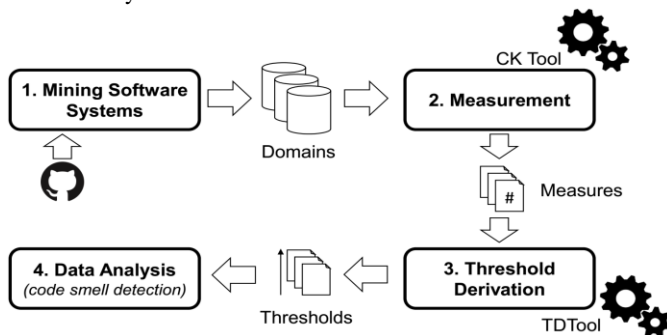 CK Tool
1. Mining Software
Systems
2. Measurement
Domains
#
Measures
4. Data Analysis
(code smell detection)
3. Threshold
Derivation
Thresholds
TDTool